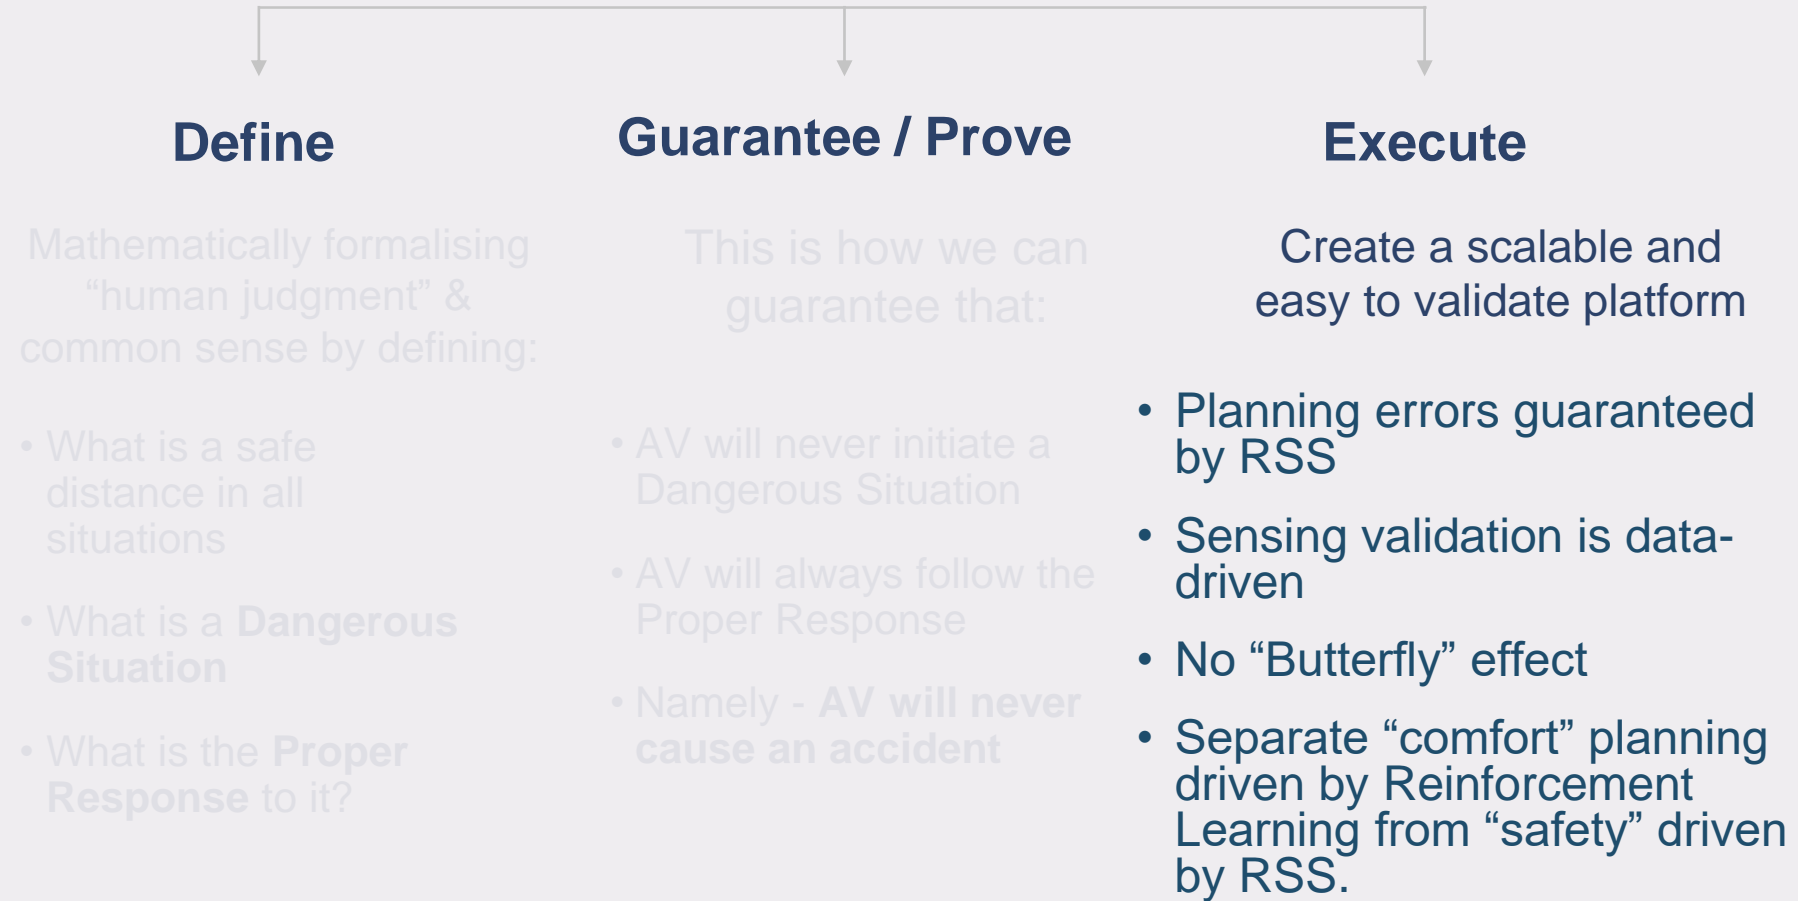 Define
Mathematically formalising
“human judgment” &
common sense by defining:
• What is a safe
distance in all
situations
• What is a Dangerous
Situation
• What is the Proper
Response to it?
Guarantee / Prove
This is how we can
guarantee that:
• AV will never initiate a
Dangerous Situation
• AV will always follow the
Proper Response
• Namely - AV will never
cause an accident
Execute
Create a scalable and
easy to validate platform
• Planning errors guaranteed
by RSS
• Sensing validation is data-
driven
• No “Butterfly” effect
• Separate “comfort” planning
driven by Reinforcement
Learning from “safety” driven
by RSS.